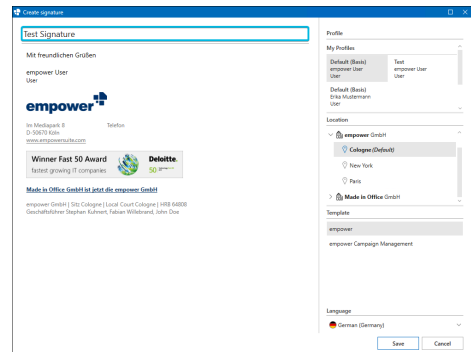 Create signature
Test Signature
Mit freundlichen Grüßen
empower User
User
empower
Im Mediapark 8 Telefon
D-50670 Köln
www.empowersuite.com
Winner Fast 50 Award
fastest growing IT companies
Deloitte.
50
Made in Office GmbH ist jetzt die empower GmbH
empower GmbH | Sitz Cologne | Local Court Cologne | HRB 64808
Geschäftsführer Stephan Kuhnert, Fabian Willebrand, John Doe
Profile
My Profiles
Default (Basis)
empower User
User
Text
empower User
User
Default (Basis)
Erika Mustermann
User
Location
empower GmbH
Cologne (Default)
New York
Paris
Made in Office GmbH
Template
empower
empower Campaign Management
Language
German (Germany)
Save Cancel